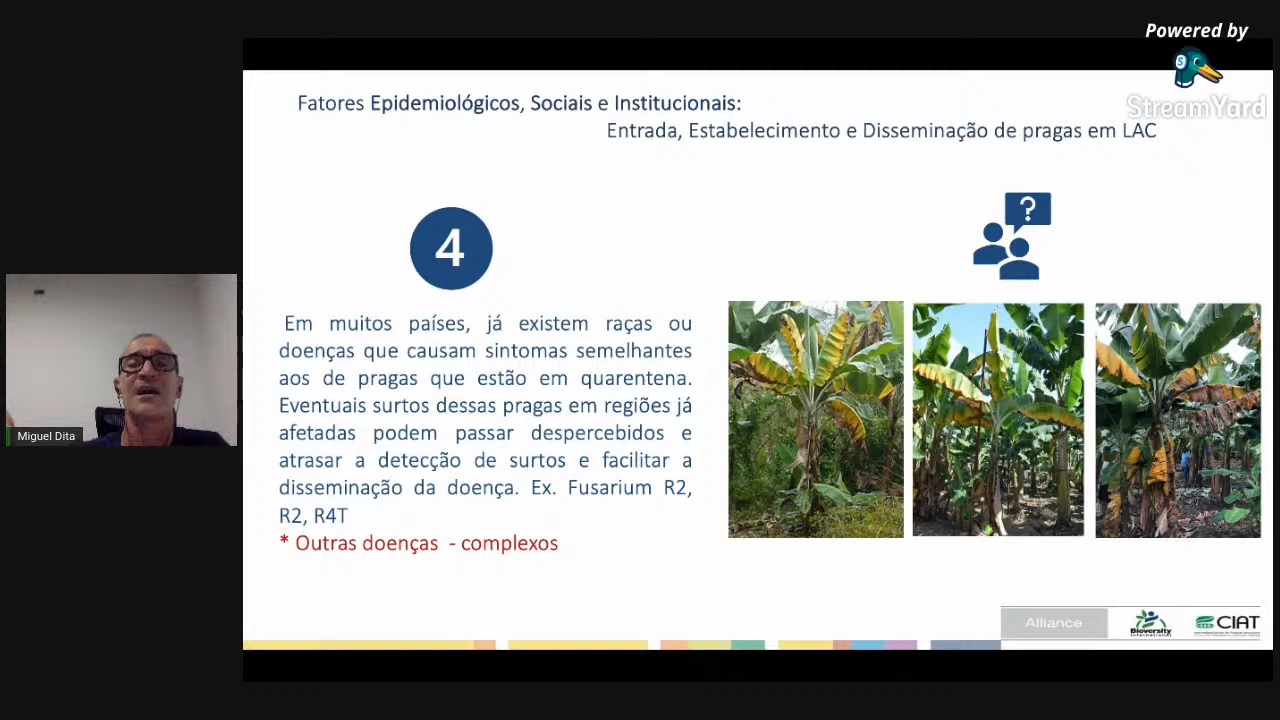 Powered by
StreamYard
Fatores Epidemiológicos, Sociais e Institucionais:
Entrada, Estabelecimento e Disseminação de pragas em LAC
4
?
Em muitos países, já existem raças ou
doenças que causam sintomas semelhantes
aos de pragas que estão em quarentena.
Eventuais surtos dessas pragas em regiões já
afetadas podem passar despercebidos e
atrasar a detecção de surtos e facilitar a
disseminação da doença. Ex. Fusarium R2,
R2, R4T
* Outras doenças - complexos
Miguel Dita
Alliance
Bioversity
International
CIAT